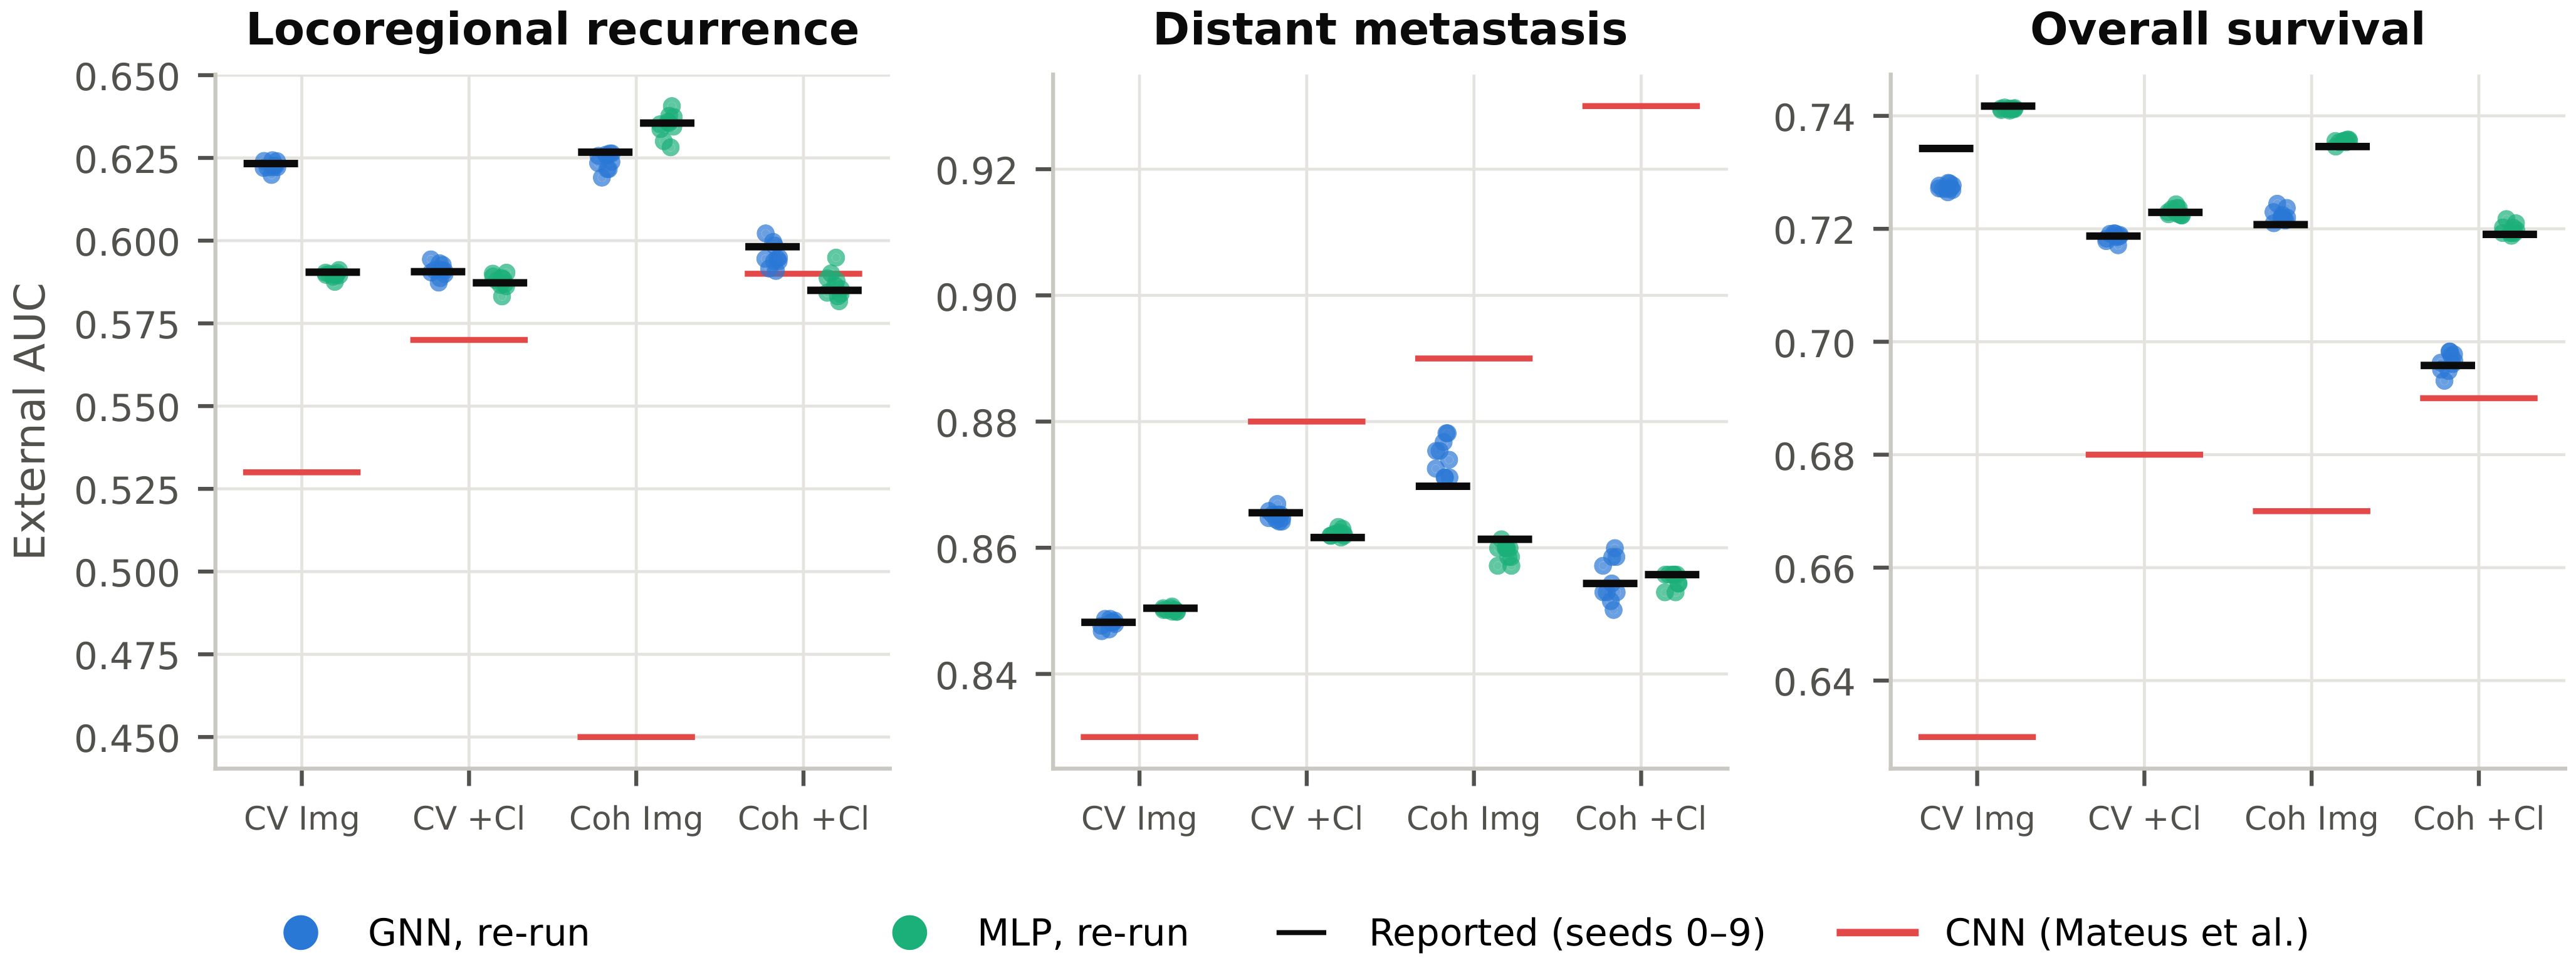 Locoregional recurrence
Distant metastasis
Overall survival
External AUC
0.650
0.625
0.600
0.575
0.550
0.525
0.500
0.475
0.450
CV Img
CV +Cl
Coh Img
Coh +Cl
0.92
0.90
0.88
0.86
0.84
CV Img
CV +Cl
Coh Img
Coh +Cl
0.74
0.72
0.70
0.68
0.66
0.64
CV Img
CV +Cl
Coh Img
Coh +Cl
GNN, re-run
MLP, re-run
Reported (seeds 0–9)
CNN (Mateus et al.)